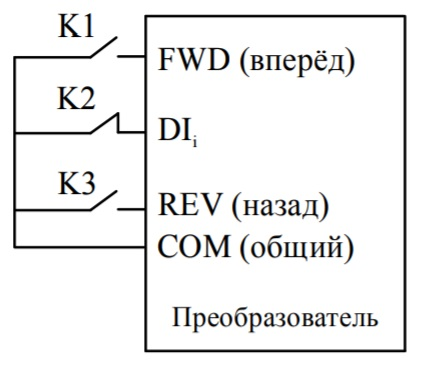 K1
FWD (вперёд)
K2
DIi
K3
REV (назад)
COM (общий)
Преобразователь